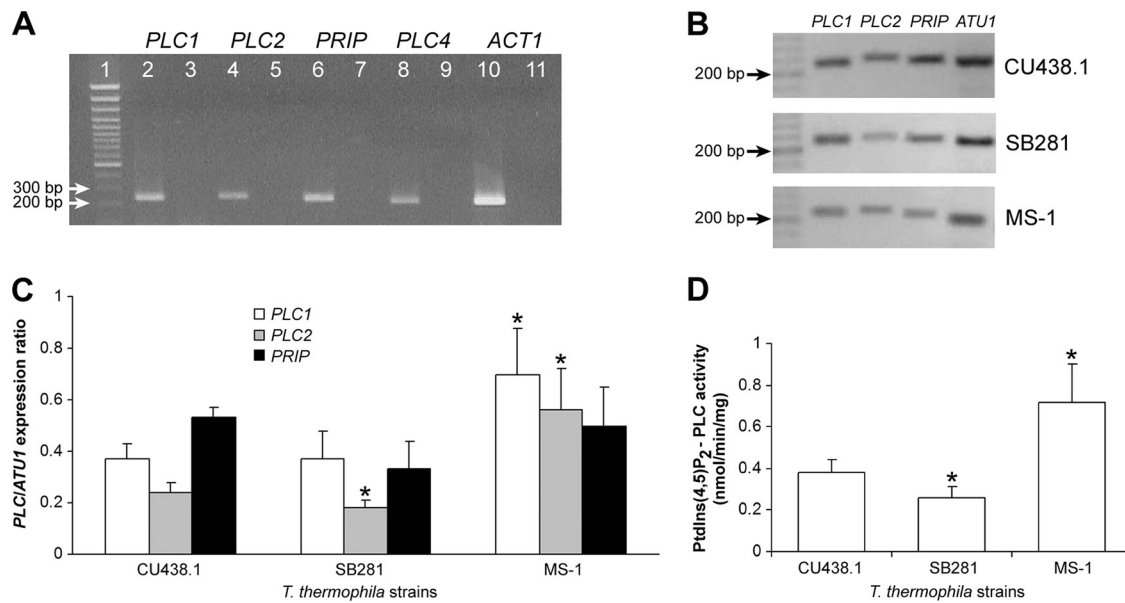 A
PLC1 PLC2 PRIP PLC4 ACT1
1 2 3 4 5 6 7 8 9 10 11
300 bp
200 bp
B
PLC1 PLC2 PRIP ATU1
200 bp
CU438.1
200 bp
SB281
200 bp
MS-1
C
PLC/ATU1 expression ratio
1
0.8
0.6
0.4
0.2
0
PLC1
PLC2
PRIP
* * *
CU438.1 SB281 MS-1
T. thermophila strains
D
PtdIns(4,5)P2 - PLC activity
(nmol/min/mg)
1
0.8
0.6
0.4
0.2
0
* *
CU438.1 SB281 MS-1
T. thermophila strains